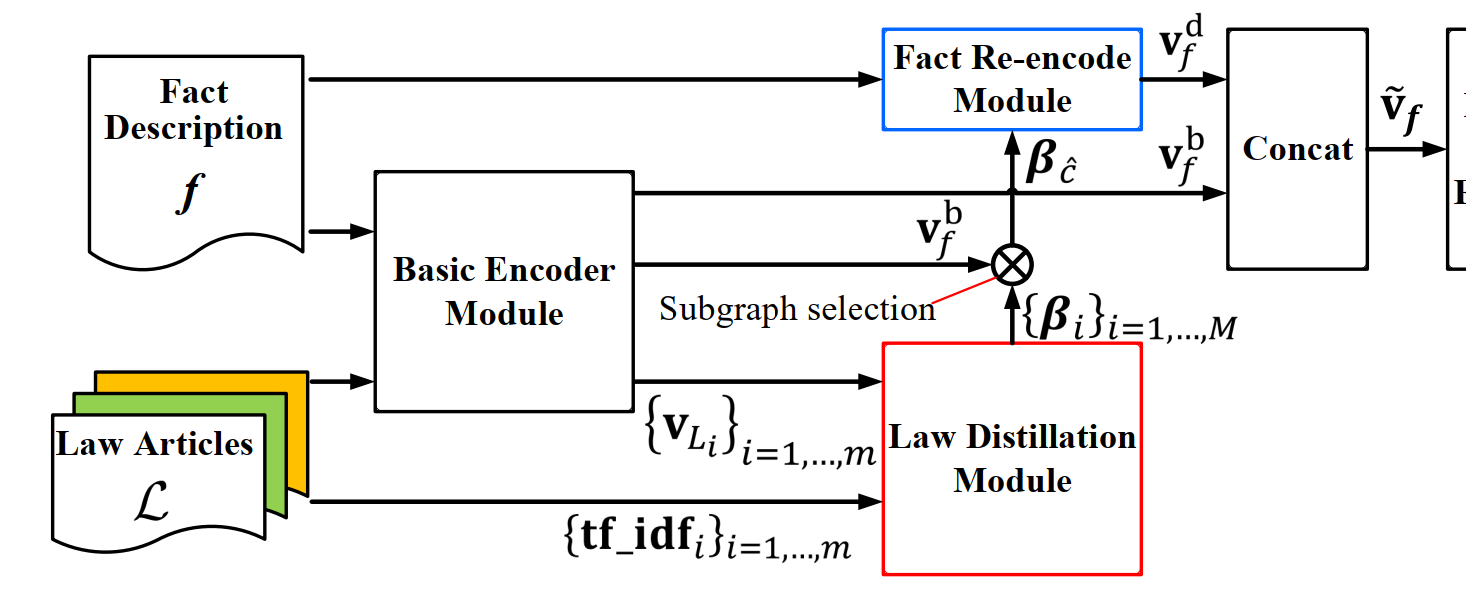 Fact
Description
f
Law Articles
ℒ
Basic Encoder
Module
{v_{L_i}}_{i=1,...,m}
{tf_idf_i}_{i=1,...,m}
v_f^b
Subgraph selection
Fact Re-encode
Module
β_ĉ
{β_i}_{i=1,...,M}
Law Distillation
Module
v_f^d
v_f^b
Concat
ṽ_f